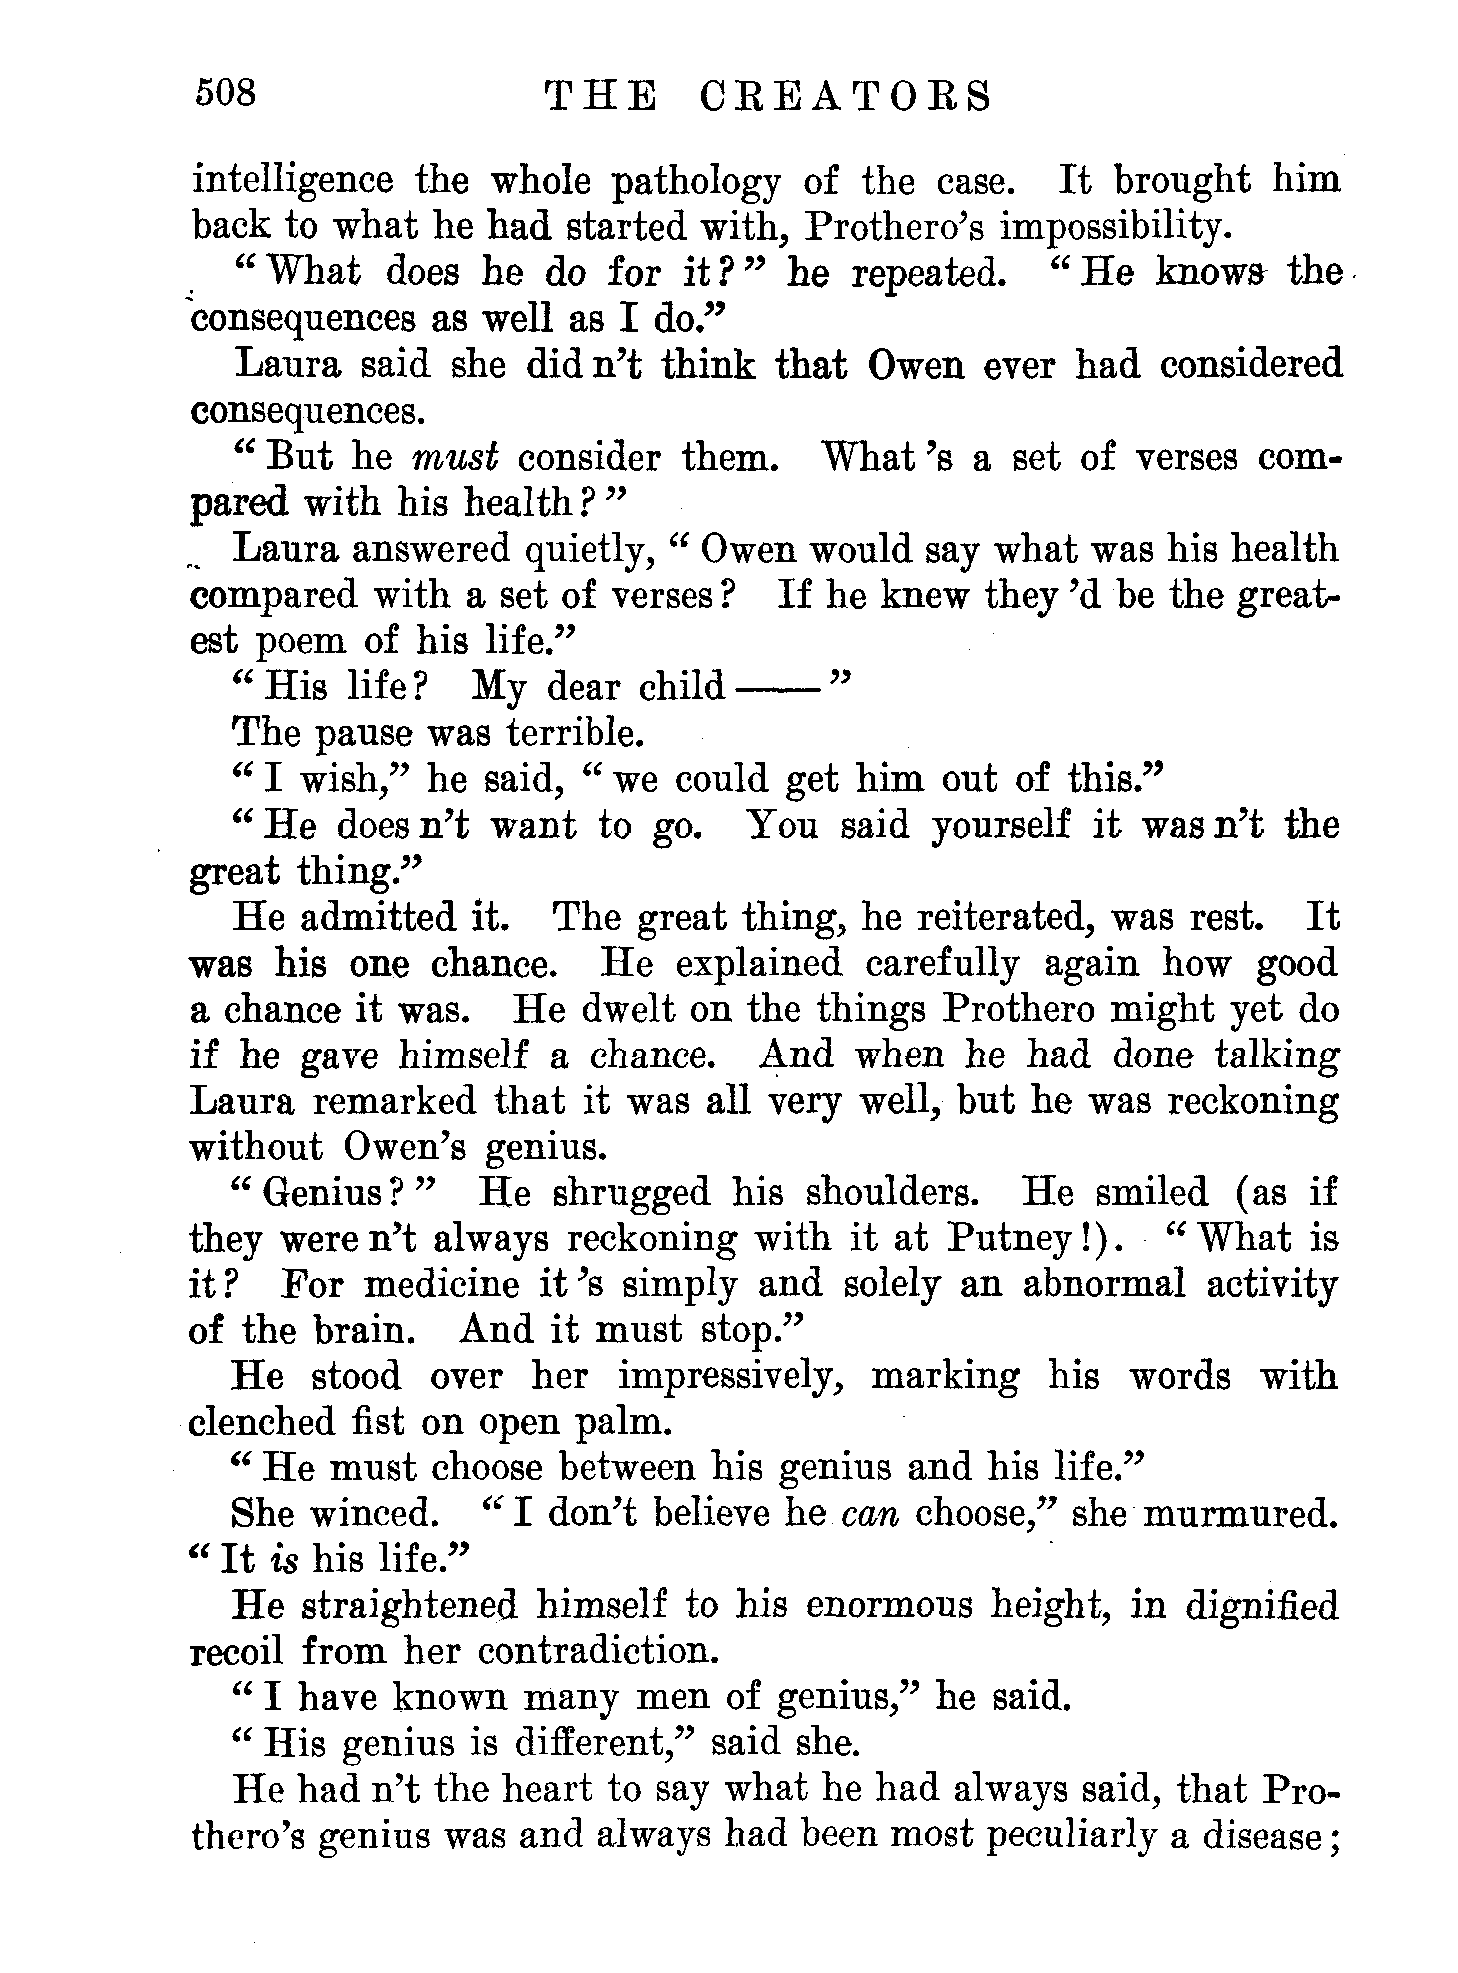 508 THE CREATORS
intelligence the whole pathology of the case. It brought him
back to what he had started with, Prothero's impossibility.
"What does he do for it?" he repeated. "He knows the
consequences as well as I do."
Laura said she did n't think that Owen ever had considered
consequences.
"But he must consider them. What 's a set of verses com-
pared with his health?"
Laura answered quietly, "Owen would say what was his health
compared with a set of verses? If he knew they 'd be the great-
est poem of his life."
"His life? My dear child——"
The pause was terrible.
"I wish," he said, "we could get him out of this."
"He does n't want to go. You said yourself it was n't the
great thing."
He admitted it. The great thing, he reiterated, was rest. It
was his one chance. He explained carefully again how good
a chance it was. He dwelt on the things Prothero might yet do
if he gave himself a chance. And when he had done talking
Laura remarked that it was all very well, but he was reckoning
without Owen's genius.
"Genius?" He shrugged his shoulders. He smiled (as if
they were n't always reckoning with it at Putney!). "What is
it? For medicine it 's simply and solely an abnormal activity
of the brain. And it must stop."
He stood over her impressively, marking his words with
clenched fist on open palm.
"He must choose between his genius and his life."
She winced. "I don't believe he can choose," she murmured.
"It is his life."
He straightened himself to his enormous height, in dignified
recoil from her contradiction.
"I have known many men of genius," he said.
"His genius is different," said she.
He had n't the heart to say what he had always said, that Pro-
thero's genius was and always had been most peculiarly a disease;